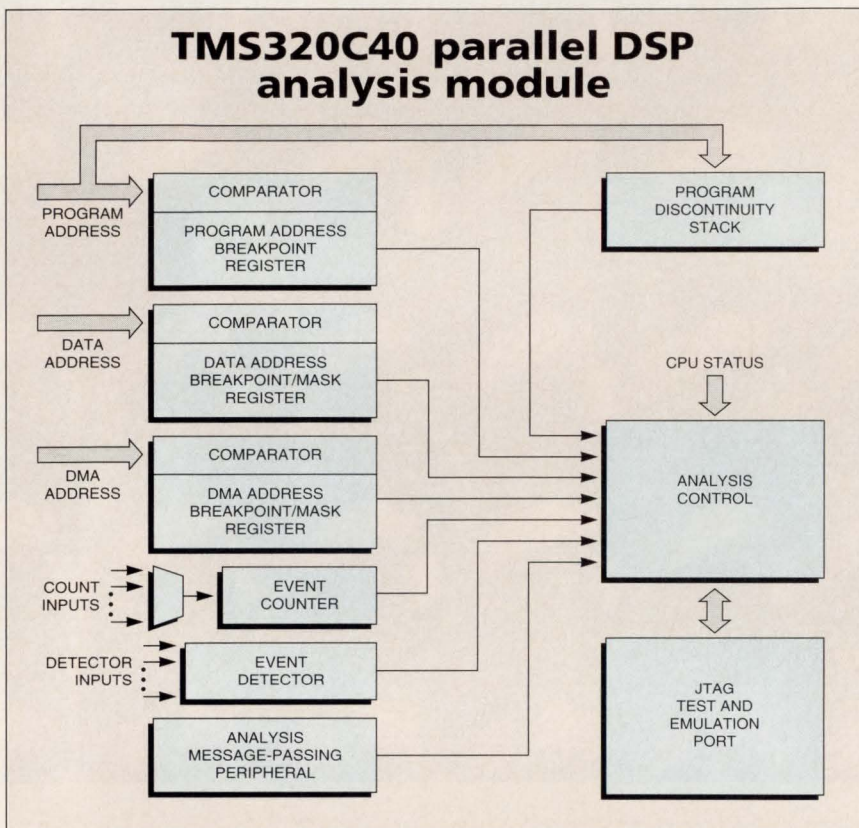 TMS320C40 parallel DSP
analysis module
PROGRAM
ADDRESS
COMPARATOR
PROGRAM ADDRESS
BREAKPOINT
REGISTER
PROGRAM
DISCONTINUITY
STACK
DATA
ADDRESS
COMPARATOR
DATA ADDRESS
BREAKPOINT/MASK
REGISTER
CPU STATUS
DMA
ADDRESS
COMPARATOR
DMA ADDRESS
BREAKPOINT/MASK
REGISTER
ANALYSIS
CONTROL
COUNT
INPUTS
EVENT
COUNTER
DETECTOR
INPUTS
EVENT
DETECTOR
ANALYSIS
MESSAGE-PASSING
PERIPHERAL
JTAG
TEST AND
EMULATION
PORT